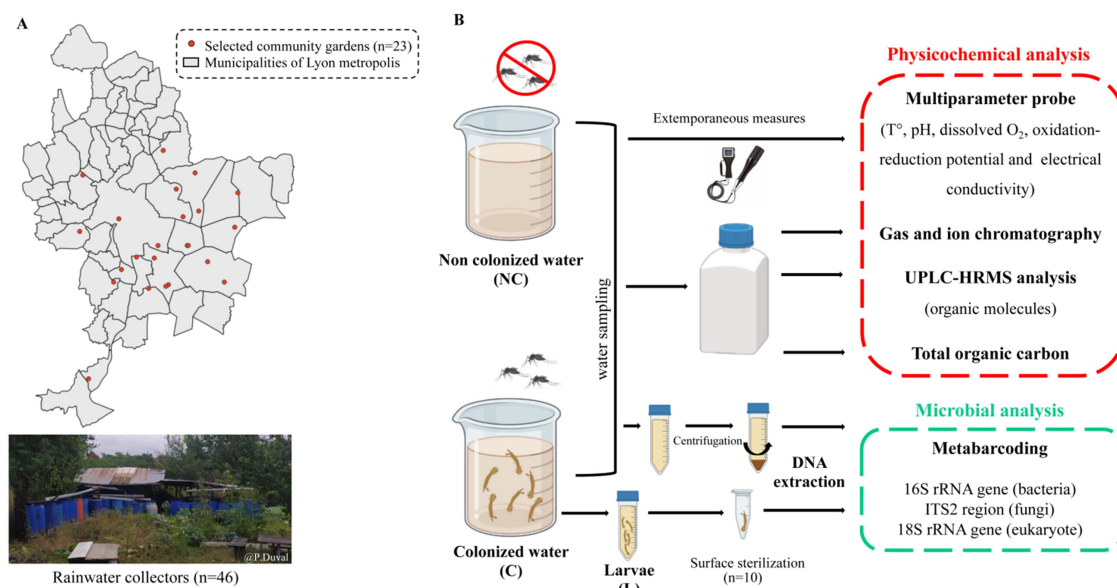 A
Selected community gardens (n=23)
Municipalities of Lyon metropolis
@P.Duval
Rainwater collectors (n=46)
B
Non colonized water
(NC)
Colonized water
(C)
water sampling
Extemporaneous measures
Centrifugation
DNA
extraction
Larvae
(L)
Surface sterilization
(n=10)
Physicochemical analysis
Multiparameter probe
(T°, pH, dissolved O₂, oxidation-
reduction potential and electrical
conductivity)
Gas and ion chromatography
UPLC-HRMS analysis
(organic molecules)
Total organic carbon
Microbial analysis
Metabarcoding
16S rRNA gene (bacteria)
ITS2 region (fungi)
18S rRNA gene (eukaryote)